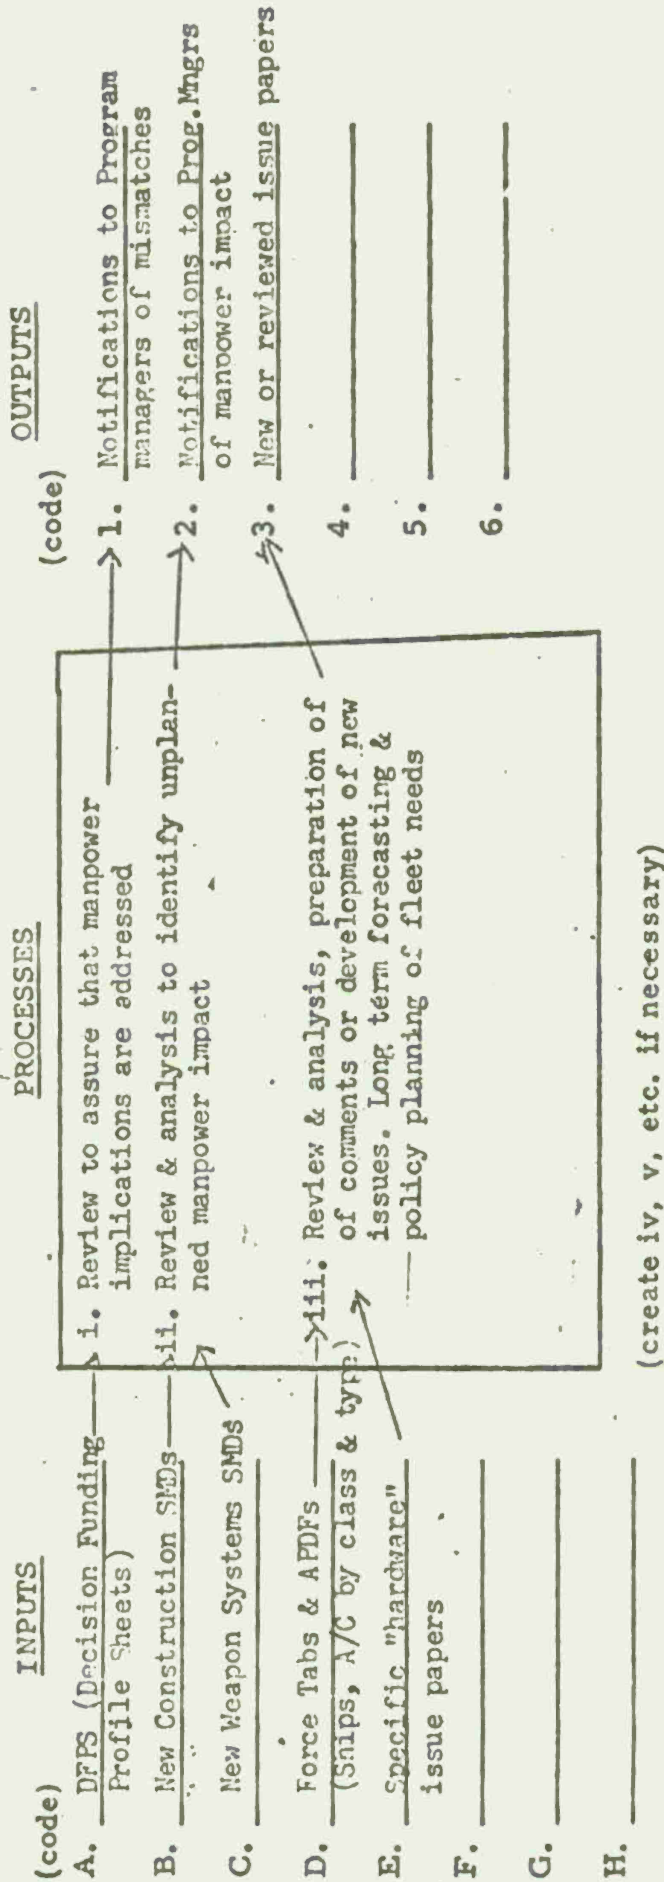 INPUTS
(code)
A. DFPS (Decision Funding
Profile Sheets)
B. New Construction SMDs
C. New Weapon Systems SMDs
D. Force Tabs & APDFs
(Ships, A/C by class & type)
E. Specific "hardware"
issue papers
F.
G.
H.
PROCESSES
i. Review to assure that manpower
implications are addressed
ii. Review & analysis to identify unplan-
ned manpower impact
iii. Review & analysis, preparation of
of comments or development of new
issues. Long term forecasting &
policy planning of fleet needs
(create iv, v, etc. if necessary)
OUTPUTS
(code)
1. Notifications to Program
managers of mismatches
2. Notifications to Prog.Mngrs
of manpower impact
3. New or reviewed issue papers
4.
5.
6.